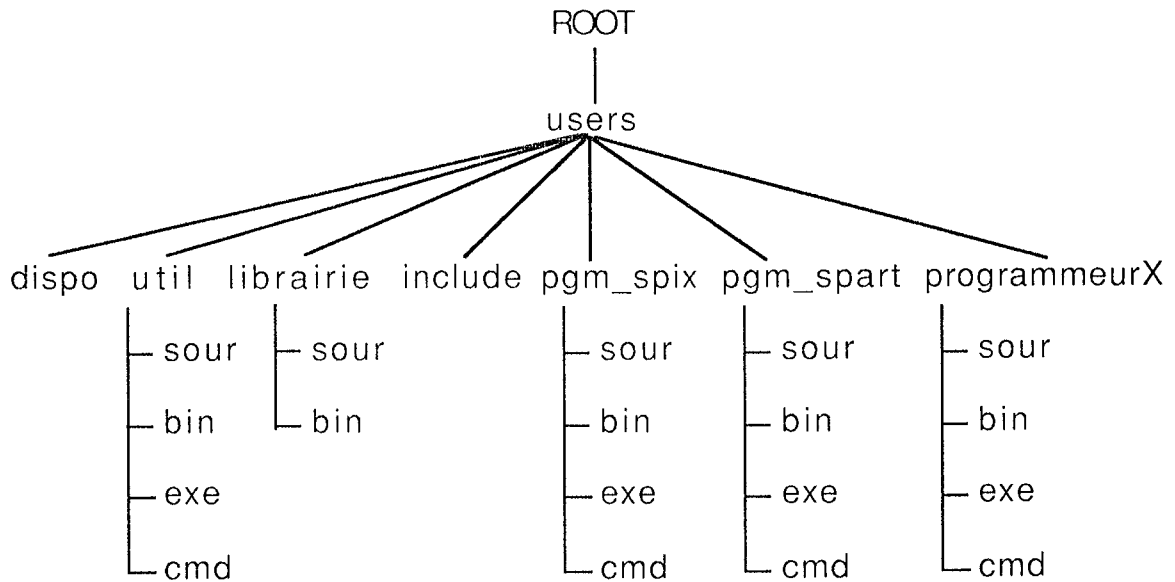 ROOT
users
dispo util librairie include pgm_spix pgm_spart programmeurX
sour sour sour sour sour
bin bin bin bin bin
exe exe exe exe
cmd cmd cmd cmd